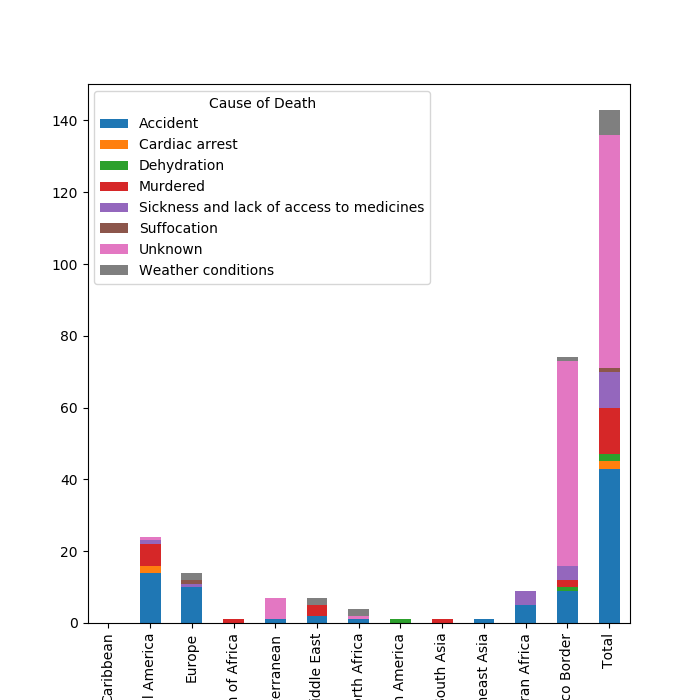 Cause of Death
Accident
Cardiac arrest
Dehydration
Murdered
Sickness and lack of access to medicines
Suffocation
Unknown
Weather conditions
140
120
100
80
60
40
20
0
Caribbean
l America
Europe
n of Africa
erranean
iddle East
rth Africa
h America
outh Asia
heast Asia
ran Africa
co Border
Total